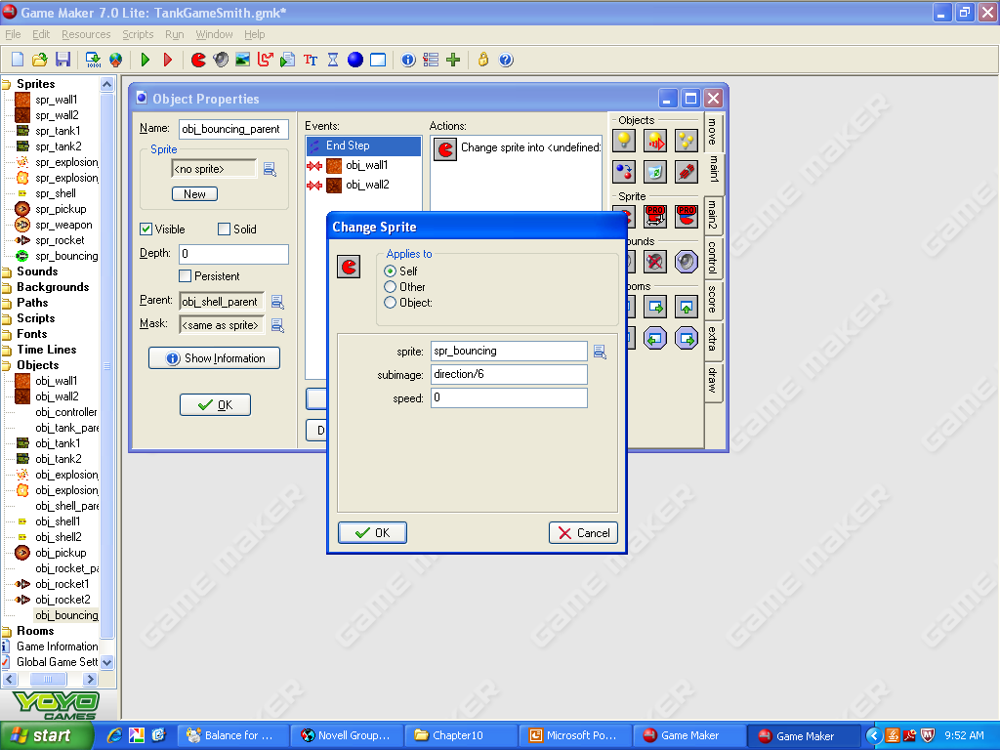 Game Maker 7.0 Lite: TankGameSmith.gmk*
File Edit Resources Scripts Run Window Help
Sprites
spr_wall1
spr_wall2
spr_tank1
spr_tank2
spr_explosion
spr_explosion
spr_shell
spr_pickup
spr_weapon
spr_rocket
spr_bouncing
Sounds
Backgrounds
Paths
Scripts
Fonts
Time Lines
Objects
obj_wall1
obj_wall2
obj_controller
obj_tank_pare
obj_tank1
obj_tank2
obj_explosion
obj_explosion
obj_shell_pare
obj_shell1
obj_shell2
obj_pickup
obj_rocket_pa
obj_rocket1
obj_rocket2
obj_bouncing
Rooms
Game Information
Global Game Sett
YOYO
GAMES
Object Properties
Name: obj_bouncing_parent
Sprite
<no sprite>
New
Visible Solid
Depth: 0
Persistent
Parent: obj_shell_parent
Mask: <same as sprite>
Show Information
OK
Events:
End Step
obj_wall1
obj_wall2
D
Actions:
Change sprite into <undefined:
Objects
Sprite
ounds
ooms
move
main1
main2
control
score
extra
draw
Change Sprite
Applies to
Self
Other
Object:
sprite: spr_bouncing
subimage: direction/6
speed: 0
OK Cancel
GAME MAKER
start
Balance for ...
Novell Group...
Chapter10
Microsoft Po...
Game Maker
Game Maker
9:52 AM